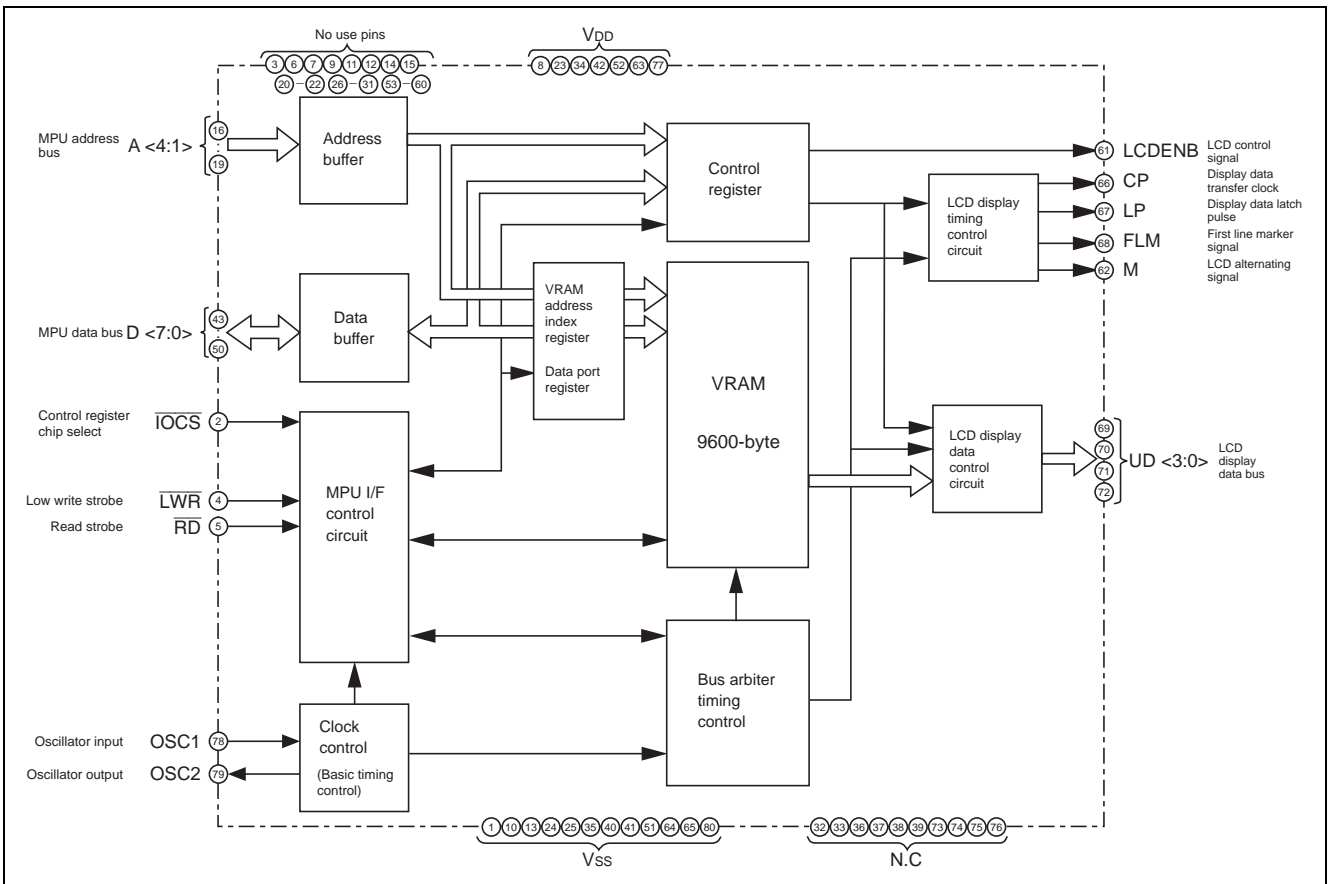 No use pins
3 6 7 9 11 12 14 15
20 - 22 26 - 31 53 - 60
VDD
8 23 34 42 52 63 77
MPU address
bus
A <4:1>
16
19
Address
buffer
Control
register
61 LCDENB
LCD control
signal
66 CP
Display data
transfer clock
67 LP
Display data latch
pulse
68 FLM
First line marker
signal
62 M
LCD alternating
signal
LCD display
timing
control
circuit
MPU data bus D <7:0>
43
50
Data
buffer
VRAM
address
index
register
Data port
register
VRAM
9600-byte
Control register
chip select
IOCS 2
Low write strobe LWR 4
Read strobe RD 5
MPU I/F
control
circuit
LCD display
data
control
circuit
69
70
71
72
UD <3:0>
LCD
display
data bus
Bus arbiter
timing
control
Oscillator input OSC1 78
Oscillator output OSC2 79
Clock
control
(Basic timing
control)
1 10 13 24 25 35 40 41 51 64 65 80
VSS
32 33 36 37 38 39 73 74 75 76
N.C